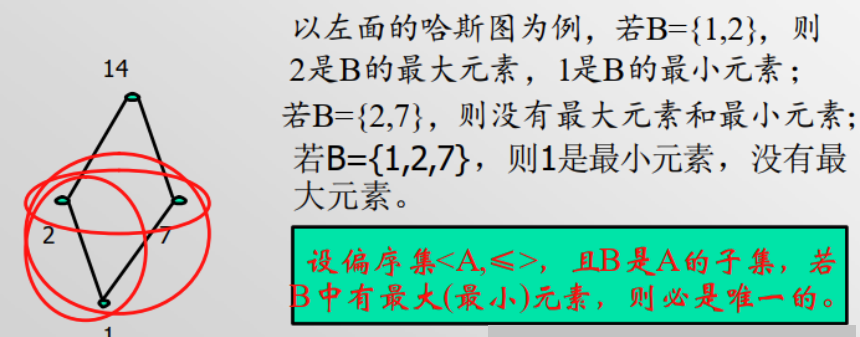 以左面的哈斯图为例，若B={1,2}，则
2是B的最大元素，1是B的最小元素；
若B={2,7}，则没有最大元素和最小元素；
若B={1,2,7}，则1是最小元素，没有最
大元素。
设偏序集<A,≤>，且B是A的子集，若
B中有最大(最小)元素，则必是唯一的。
14
2
7
1